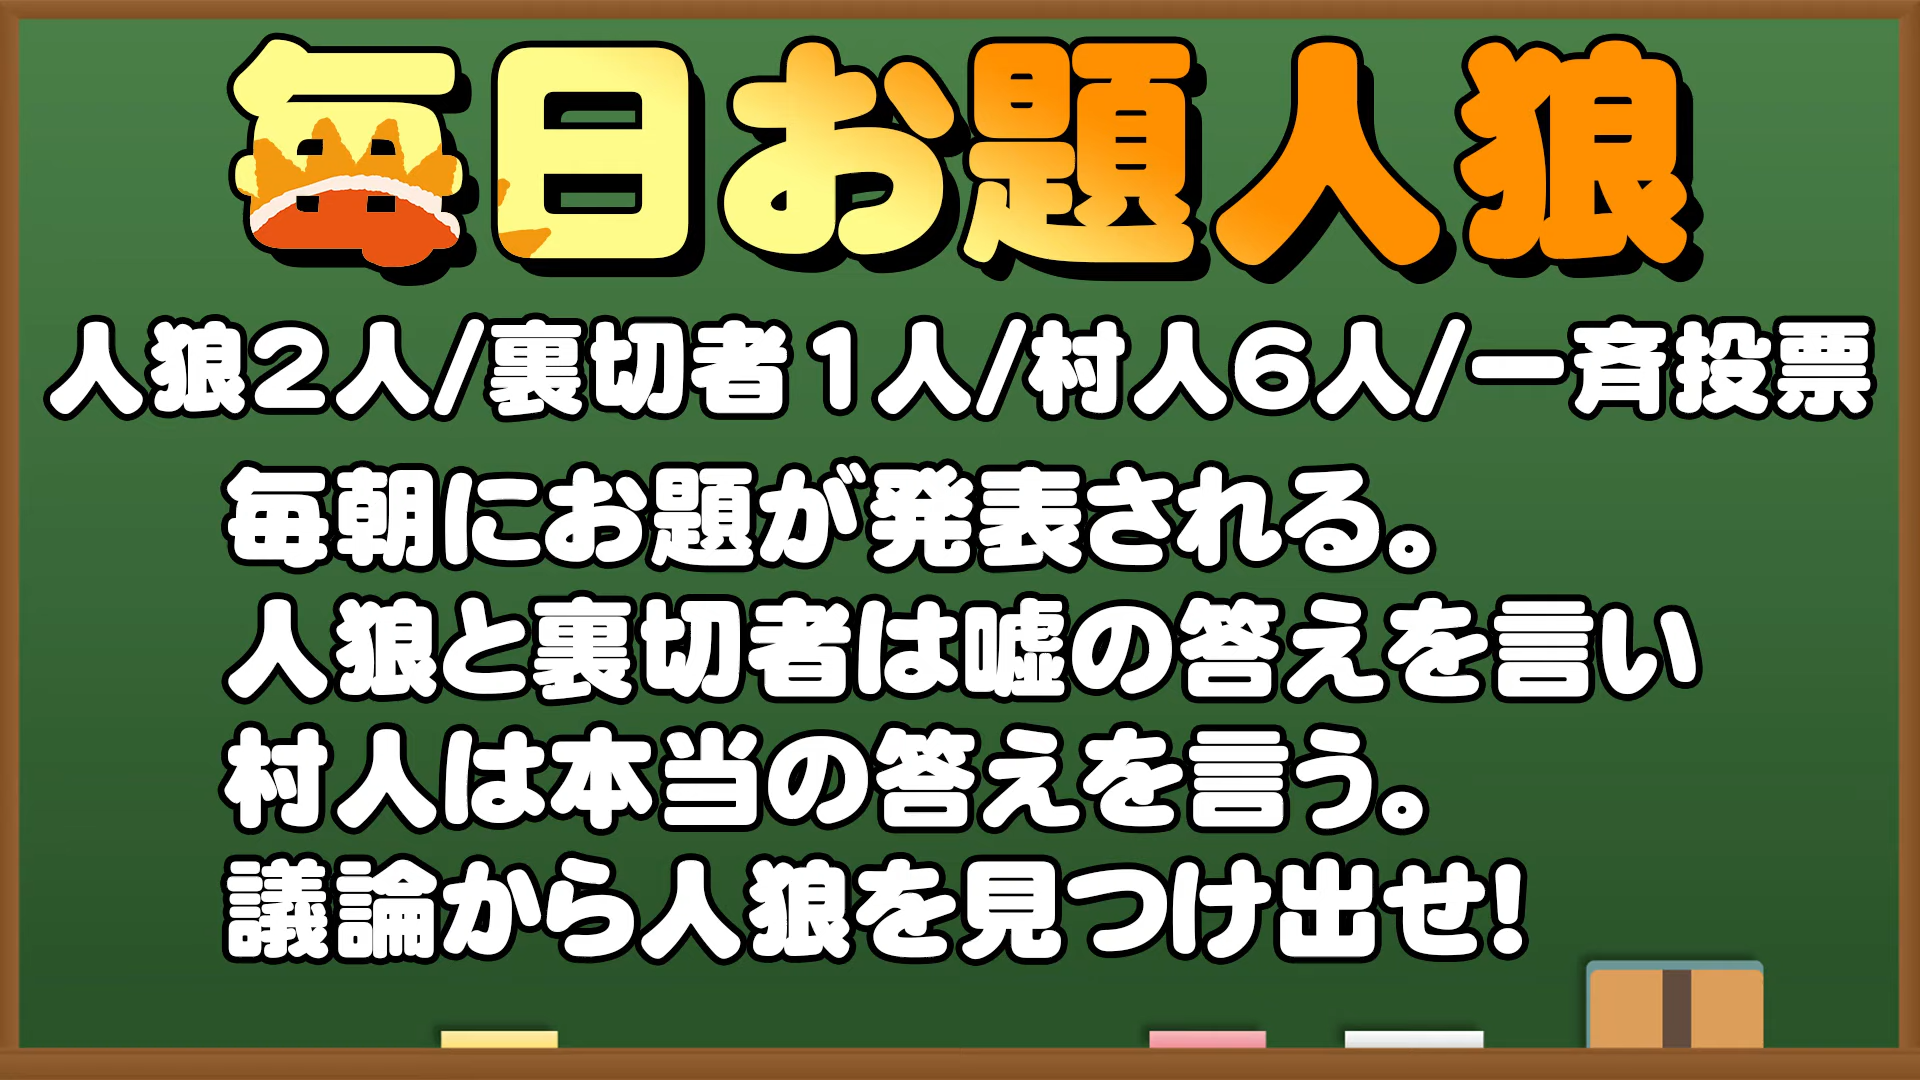 毎日お題人狼
人狼2人/裏切者1人/村人6人/一斉投票
毎朝にお題が発表される。
人狼と裏切者は嘘の答えを言い
村人は本当の答えを言う。
議論から人狼を見つけ出せ!